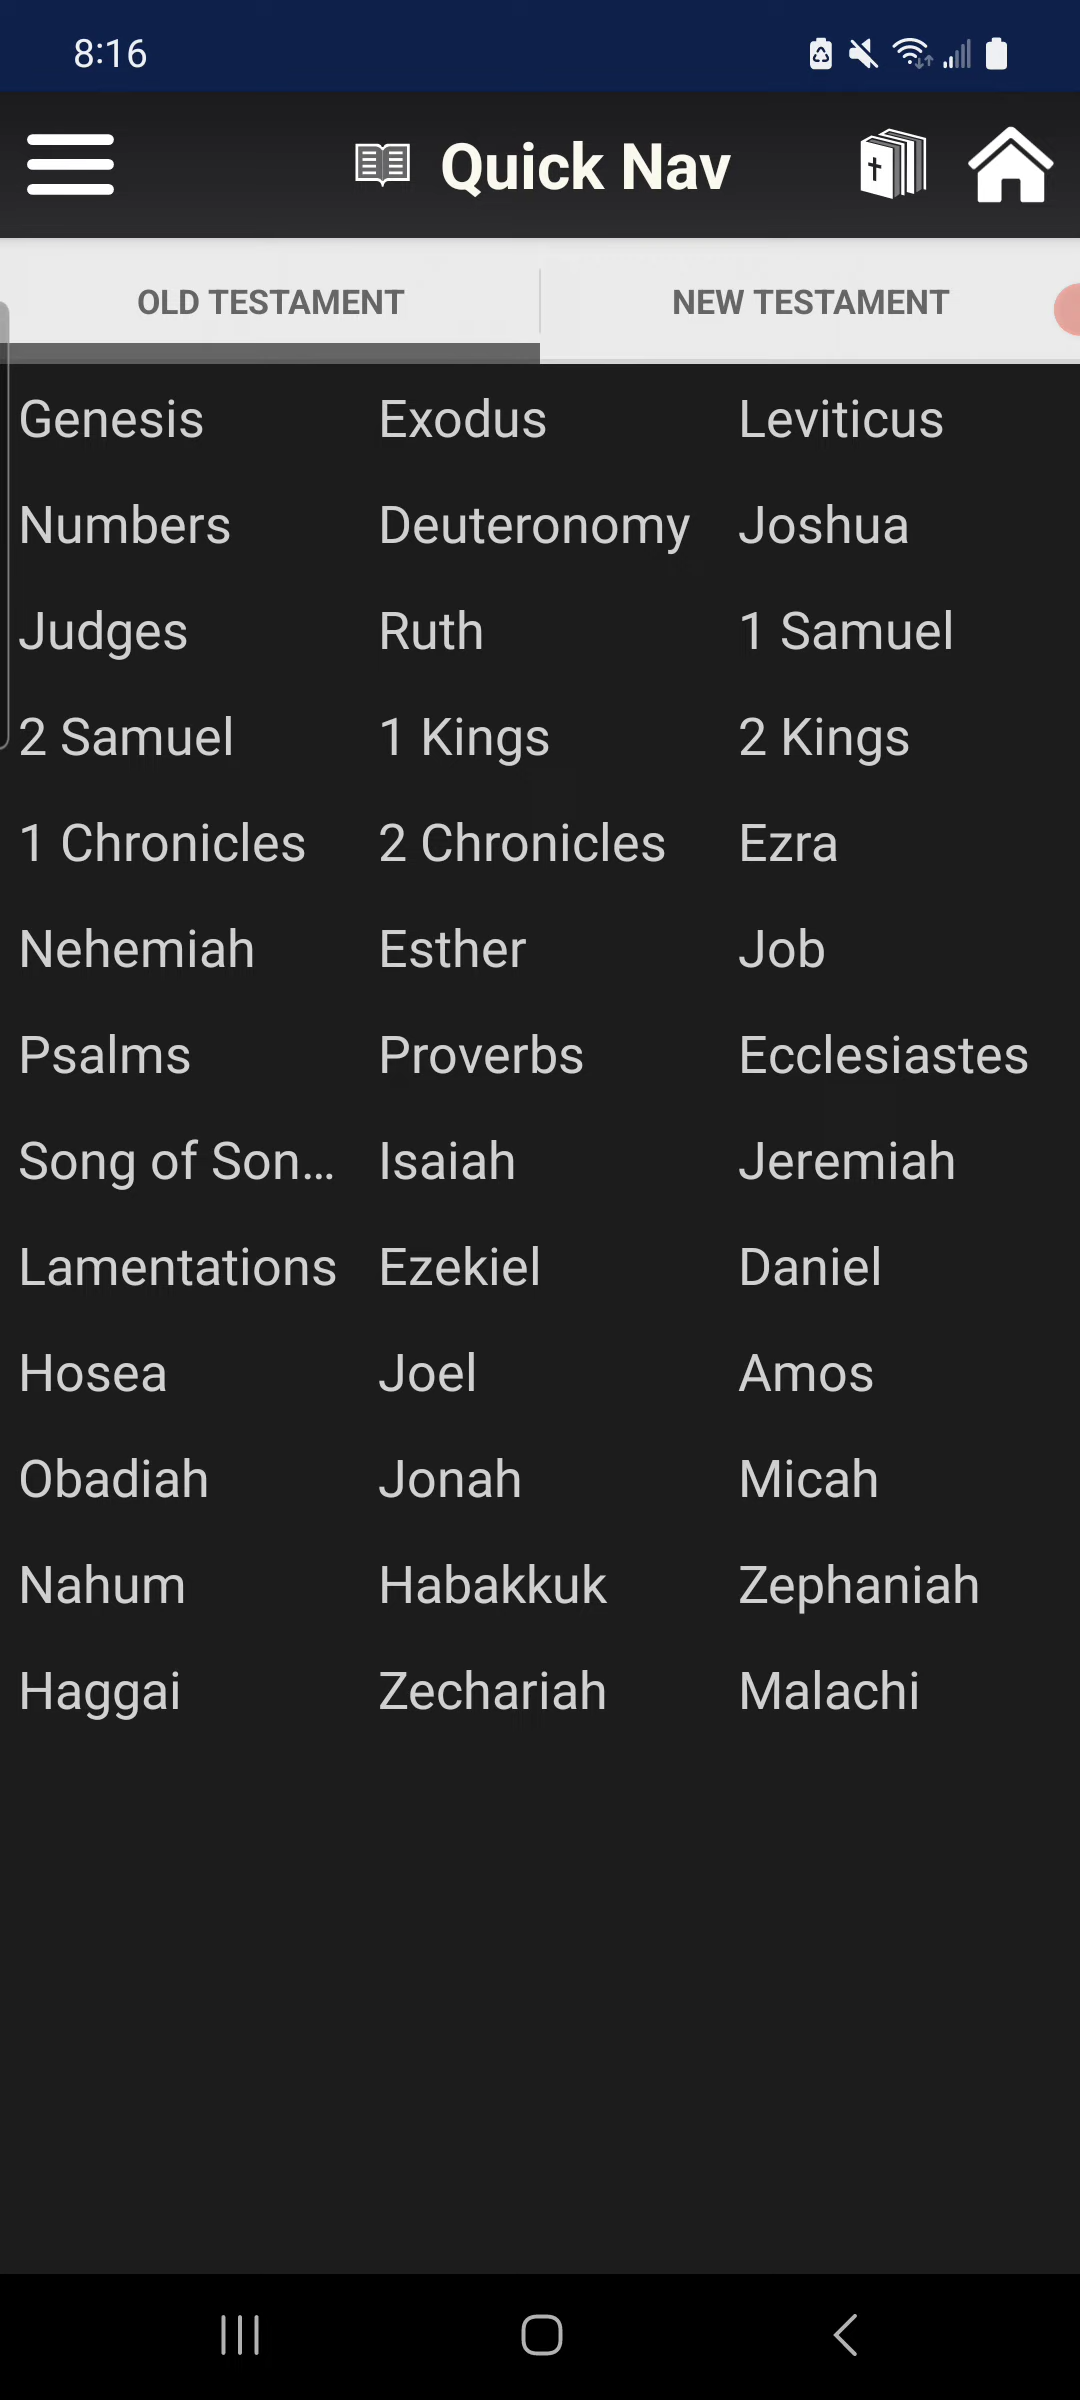 8:16
Quick Nav
OLD TESTAMENT NEW TESTAMENT
Genesis Exodus Leviticus
Numbers Deuteronomy Joshua
Judges Ruth 1 Samuel
2 Samuel 1 Kings 2 Kings
1 Chronicles 2 Chronicles Ezra
Nehemiah Esther Job
Psalms Proverbs Ecclesiastes
Song of Son... Isaiah Jeremiah
Lamentations Ezekiel Daniel
Hosea Joel Amos
Obadiah Jonah Micah
Nahum Habakkuk Zephaniah
Haggai Zechariah Malachi